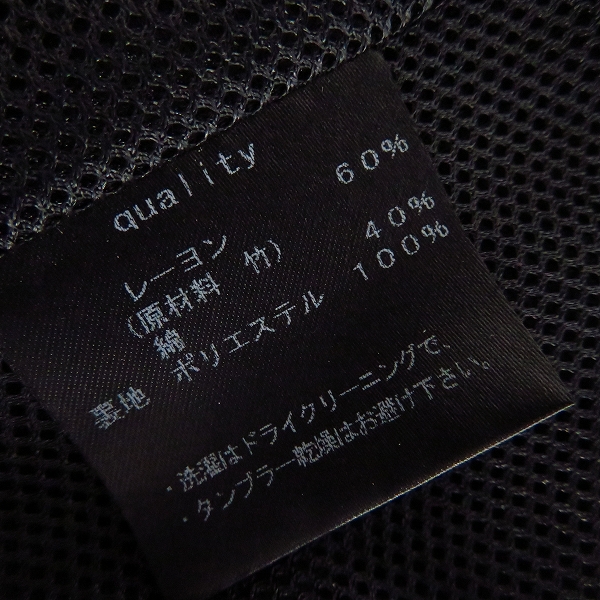 quality
レーヨン 60%
(原材料 竹)
綿 40%
裏地 ポリエステル 100%
・洗濯はドライクリーニングで、
・タンブラー乾燥はお避け下さい。